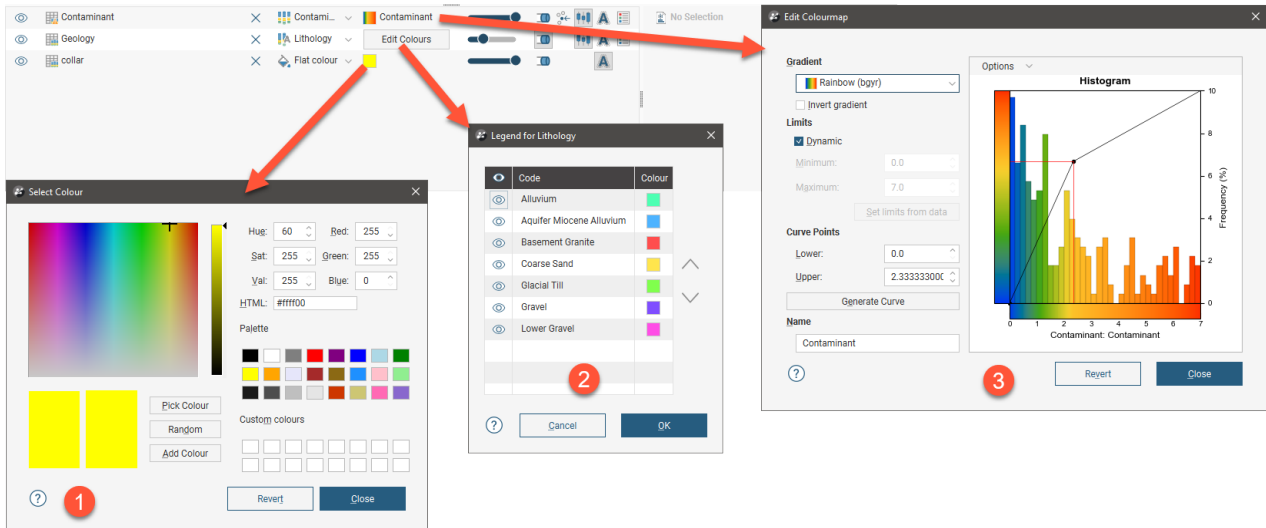 Contaminant
Contami...
Contaminant
No Selection
Geology
Lithology
Edit Colours
collar
Flat colour
Select Colour
Hue: 60
Red: 255
Sat: 255
Green: 255
Val: 255
Blue: 0
HTML: #ffff00
Palette
Pick Colour
Random
Add Colour
Custom colours
? 1
Revert
Close
Legend for Lithology
Code
Colour
Alluvium
Aquifer Miocene Alluvium
Basement Granite
Coarse Sand
Glacial Till
Gravel
Lower Gravel
2
?
Cancel
OK
Edit Colourmap
Gradient
Rainbow (bgyr)
Invert gradient
Limits
Dynamic
Minimum: 0.0
Maximum: 7.0
Set limits from data
Curve Points
Lower: 0.0
Upper: 2.33333300C
Generate Curve
Name
Contaminant
Options
Histogram
10
8
6
4
2
0
Frequency (%)
0 1 2 3 4 5 6 7
Contaminant: Contaminant
?
3
Revert
Close